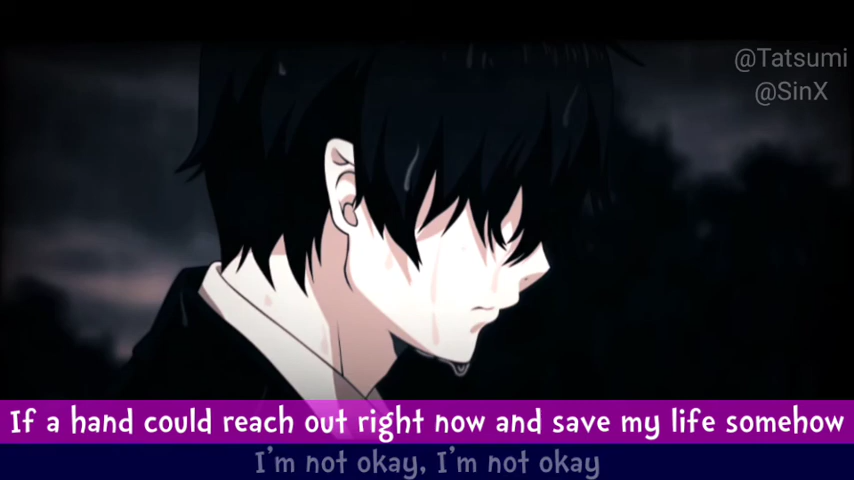 @Tatsumi
@SinX
If a hand could reach out right now and save my life somehow
I'm not okay, I'm not okay